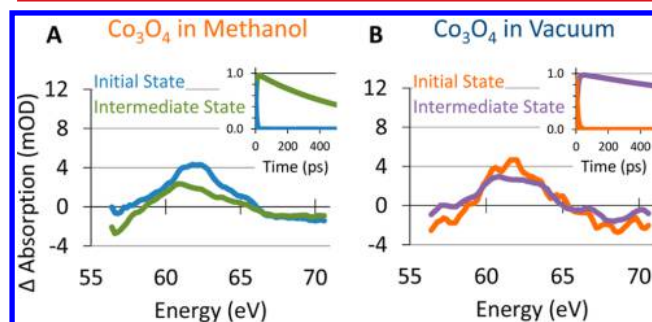 A Co₃O₄ in Methanol
12
8
4
0
-4
Δ Absorption (mOD)
Initial State
Intermediate State
1.0
0.0
0 200 400
Time (ps)
55 60 65 70
Energy (eV)
B Co₃O₄ in Vacuum
12
8
4
0
-4
Initial State
Intermediate State
1.0
0.0
0 200 400
Time (ps)
55 60 65 70
Energy (eV)